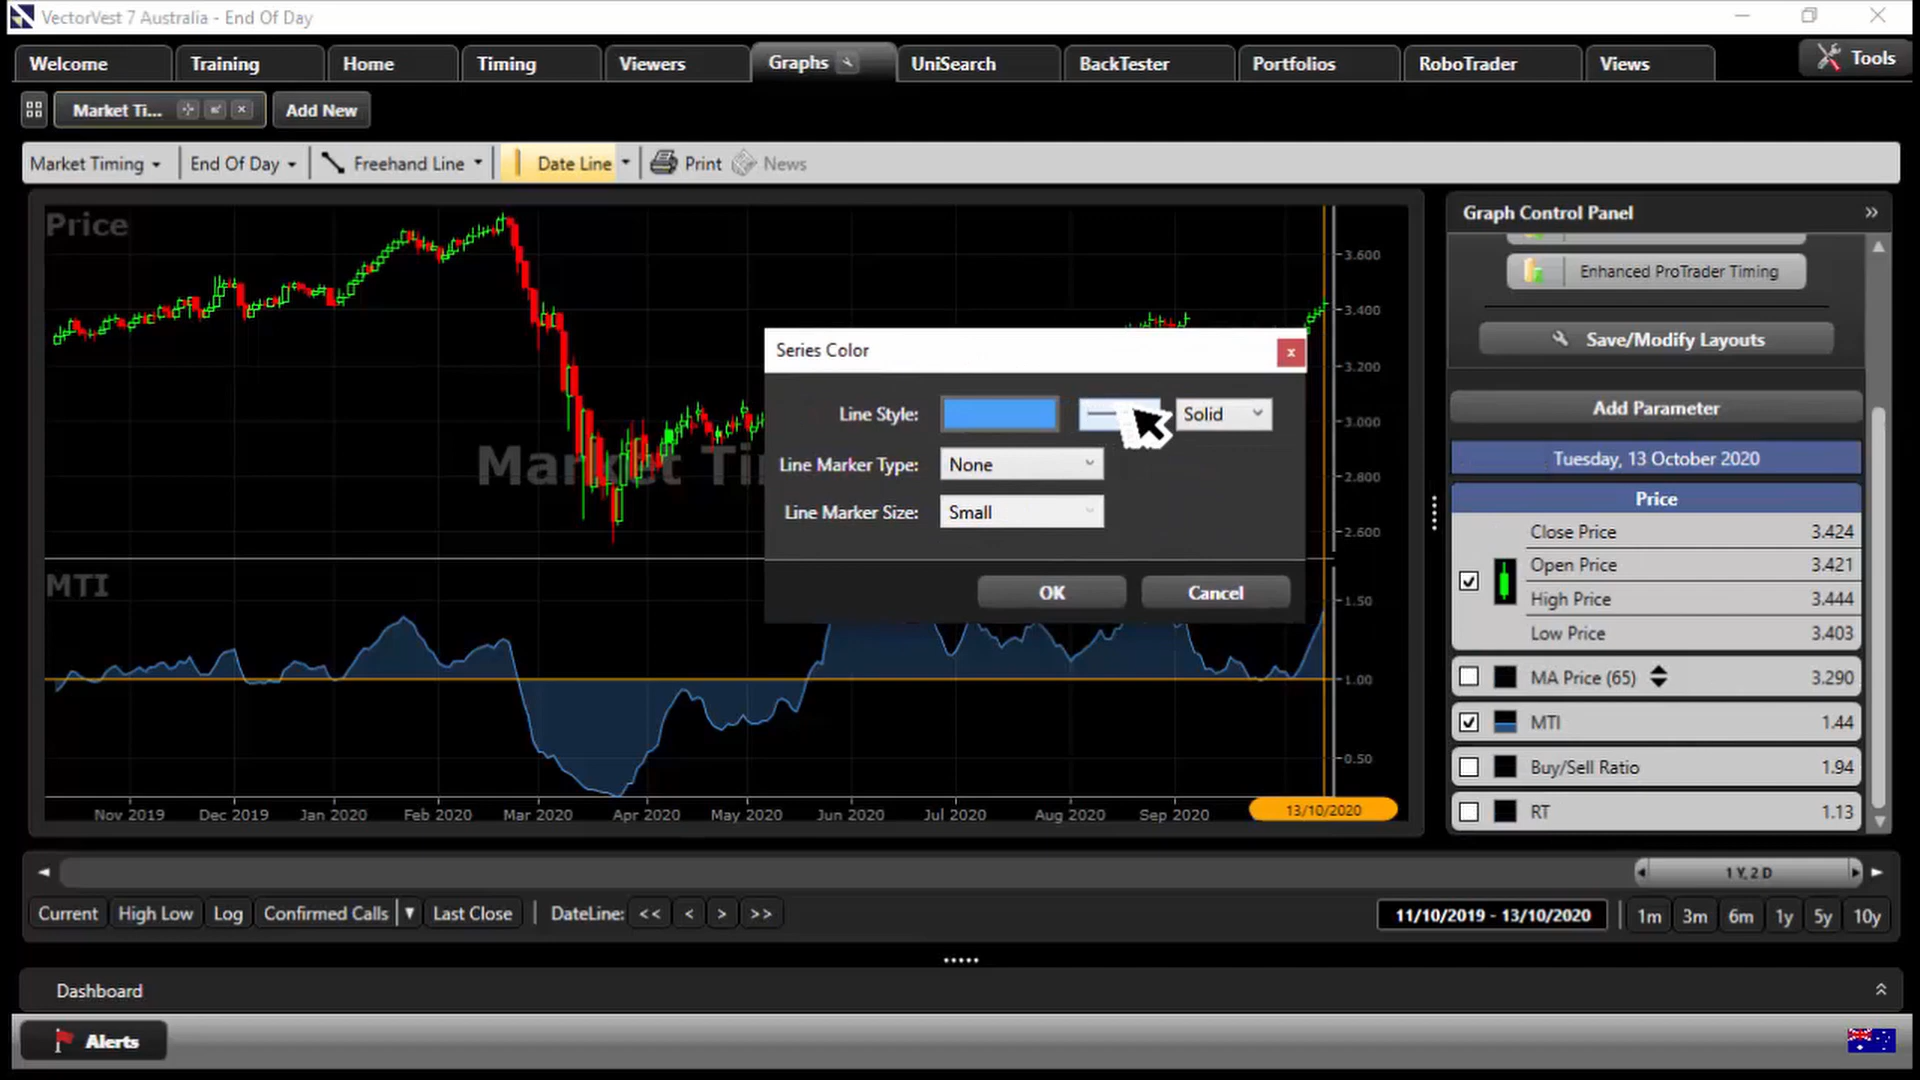 VectorVest 7 Australia - End Of Day
Welcome Training Home Timing Viewers Graphs UniSearch BackTester Portfolios RoboTrader Views Tools
Market Ti... Add New
Market Timing End Of Day Freehand Line Date Line Print News
Price
3.600
3.400
3.200
3.000
2.800
2.600
Market Ti
Series Color
Line Style: Solid
Line Marker Type: None
Line Marker Size: Small
OK Cancel
MTI
1.50
1.00
0.50
Nov 2019 Dec 2019 Jan 2020 Feb 2020 Mar 2020 Apr 2020 May 2020 Jun 2020 Jul 2020 Aug 2020 Sep 2020 13/10/2020
Graph Control Panel
Enhanced ProTrader Timing
Save/Modify Layouts
Add Parameter
Tuesday, 13 October 2020
Price
Close Price 3.424
Open Price 3.421
High Price 3.444
Low Price 3.403
MA Price (65) 3.290
MTI 1.44
Buy/Sell Ratio 1.94
RT 1.13
1 Y, 2 D
Current High Low Log Confirmed Calls Last Close DateLine: << < > >> 11/10/2019 - 13/10/2020 1m 3m 6m 1y 5y 10y
Dashboard
Alerts